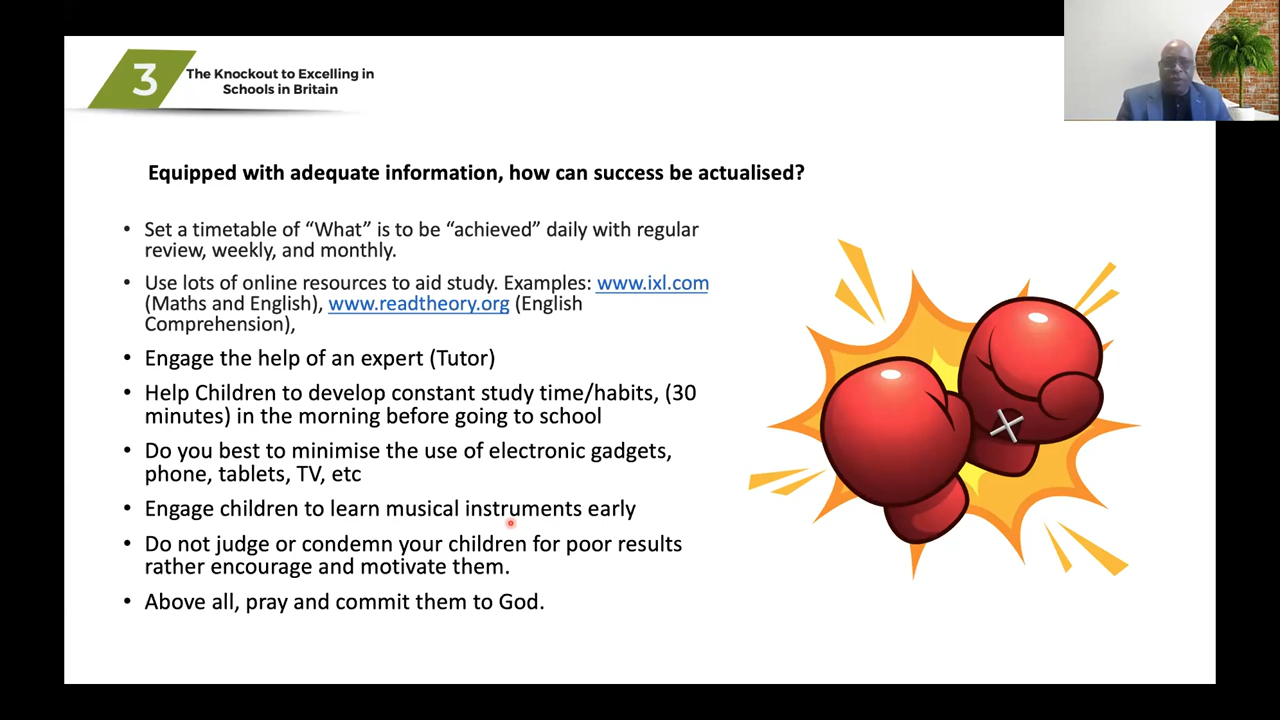 3
The Knockout to Excelling in
Schools in Britain
Equipped with adequate information, how can success be actualised?
• Set a timetable of “What” is to be “achieved” daily with regular
review, weekly, and monthly.
• Use lots of online resources to aid study. Examples: www.ixl.com
(Maths and English), www.readtheory.org (English
Comprehension),
• Engage the help of an expert (Tutor)
• Help Children to develop constant study time/habits, (30
minutes) in the morning before going to school
• Do you best to minimise the use of electronic gadgets,
phone, tablets, TV, etc
• Engage children to learn musical instruments early
• Do not judge or condemn your children for poor results
rather encourage and motivate them.
• Above all, pray and commit them to God.